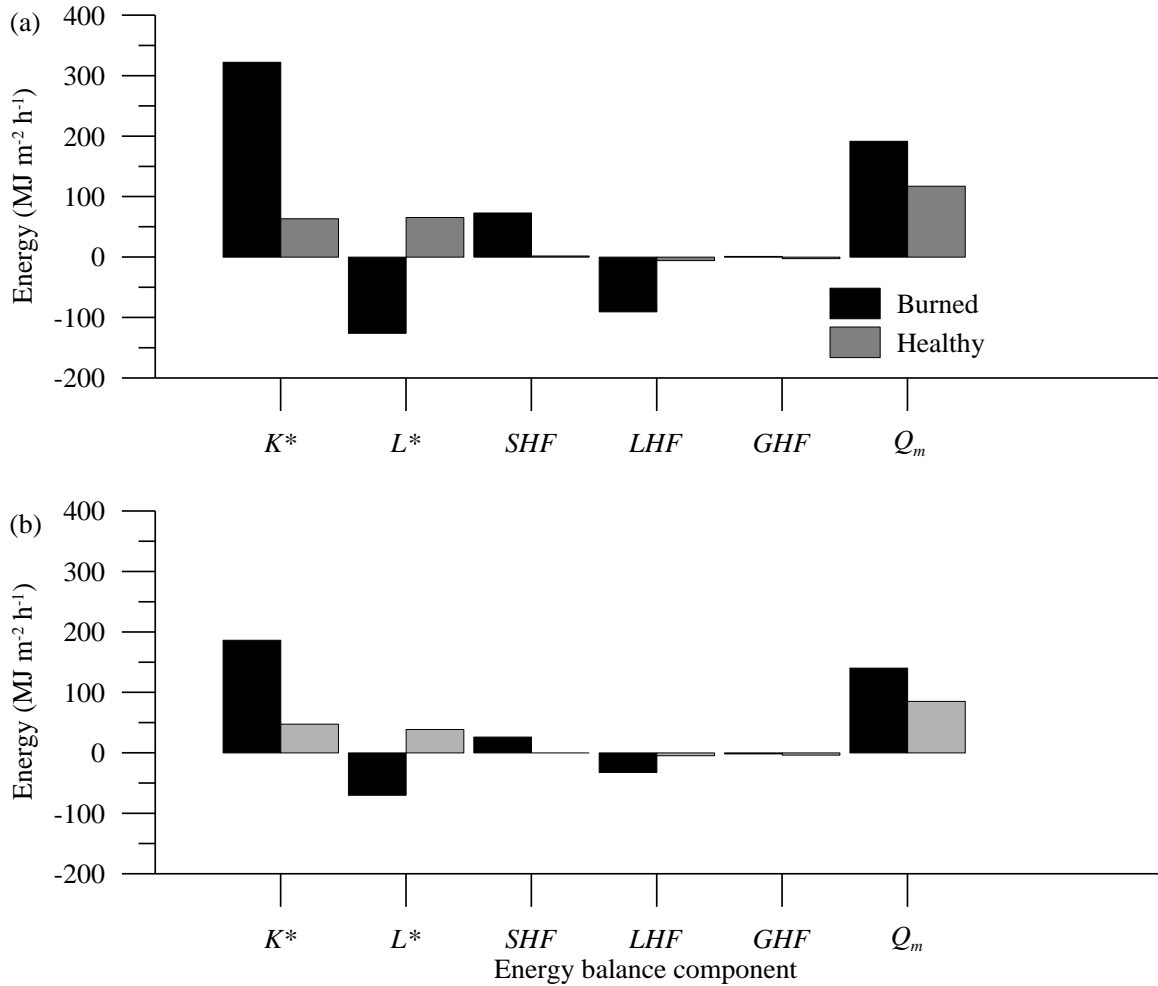 (a)
Energy (MJ m-2 h-1)
400
300
200
100
0
-100
-200
Burned
Healthy
K* L* SHF LHF GHF Qm
(b)
Energy (MJ m-2 h-1)
400
300
200
100
0
-100
-200
K* L* SHF LHF GHF Qm
Energy balance component